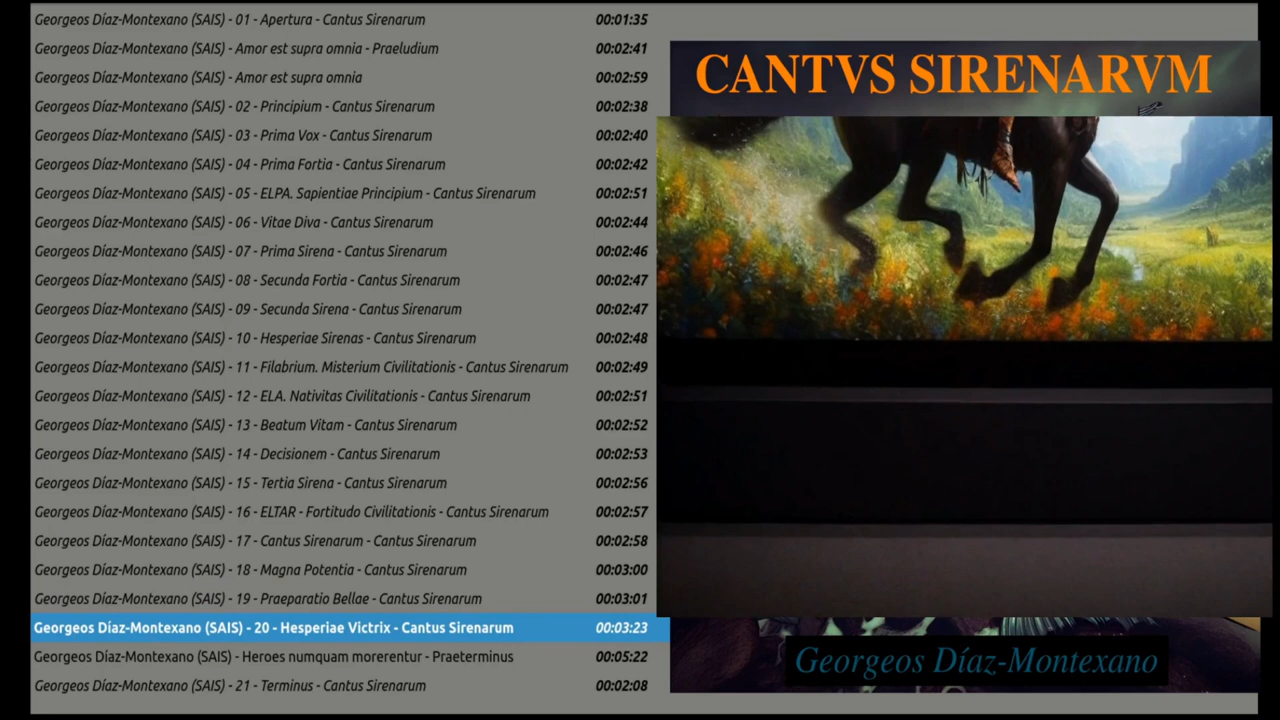 Georgeos Díaz-Montexano (SAIS) - 01 - Apertura - Cantus Sirenarum 00:01:35
Georgeos Díaz-Montexano (SAIS) - Amor est supra omnia - Praeludium 00:02:41
Georgeos Díaz-Montexano (SAIS) - Amor est supra omnia 00:02:59
Georgeos Díaz-Montexano (SAIS) - 02 - Principium - Cantus Sirenarum 00:02:38
Georgeos Díaz-Montexano (SAIS) - 03 - Prima Vox - Cantus Sirenarum 00:02:40
Georgeos Díaz-Montexano (SAIS) - 04 - Prima Fortia - Cantus Sirenarum 00:02:42
Georgeos Díaz-Montexano (SAIS) - 05 - ELPA. Sapientiae Principium - Cantus Sirenarum 00:02:51
Georgeos Díaz-Montexano (SAIS) - 06 - Vitae Diva - Cantus Sirenarum 00:02:44
Georgeos Díaz-Montexano (SAIS) - 07 - Prima Sirena - Cantus Sirenarum 00:02:46
Georgeos Díaz-Montexano (SAIS) - 08 - Secunda Fortia - Cantus Sirenarum 00:02:47
Georgeos Díaz-Montexano (SAIS) - 09 - Secunda Sirena - Cantus Sirenarum 00:02:47
Georgeos Díaz-Montexano (SAIS) - 10 - Hesperiae Sirenas - Cantus Sirenarum 00:02:48
Georgeos Díaz-Montexano (SAIS) - 11 - Filabrium. Misterium Civilitationis - Cantus Sirenarum 00:02:49
Georgeos Díaz-Montexano (SAIS) - 12 - ELA. Nativitas Civilitationis - Cantus Sirenarum 00:02:51
Georgeos Díaz-Montexano (SAIS) - 13 - Beatum Vitam - Cantus Sirenarum 00:02:52
Georgeos Díaz-Montexano (SAIS) - 14 - Decisionem - Cantus Sirenarum 00:02:53
Georgeos Díaz-Montexano (SAIS) - 15 - Tertia Sirena - Cantus Sirenarum 00:02:56
Georgeos Díaz-Montexano (SAIS) - 16 - ELTAR - Fortitudo Civilitationis - Cantus Sirenarum 00:02:57
Georgeos Díaz-Montexano (SAIS) - 17 - Cantus Sirenarum - Cantus Sirenarum 00:02:58
Georgeos Díaz-Montexano (SAIS) - 18 - Magna Potentia - Cantus Sirenarum 00:03:00
Georgeos Díaz-Montexano (SAIS) - 19 - Praeparatio Bellae - Cantus Sirenarum 00:03:01
Georgeos Díaz-Montexano (SAIS) - 20 - Hesperiae Victrix - Cantus Sirenarum 00:03:23
Georgeos Díaz-Montexano (SAIS) - Heroes numquam morerentur - Praeterminus 00:05:22
Georgeos Díaz-Montexano (SAIS) - 21 - Terminus - Cantus Sirenarum 00:02:08
CANTVS SIRENARVM
Georgeos Díaz-Montexano